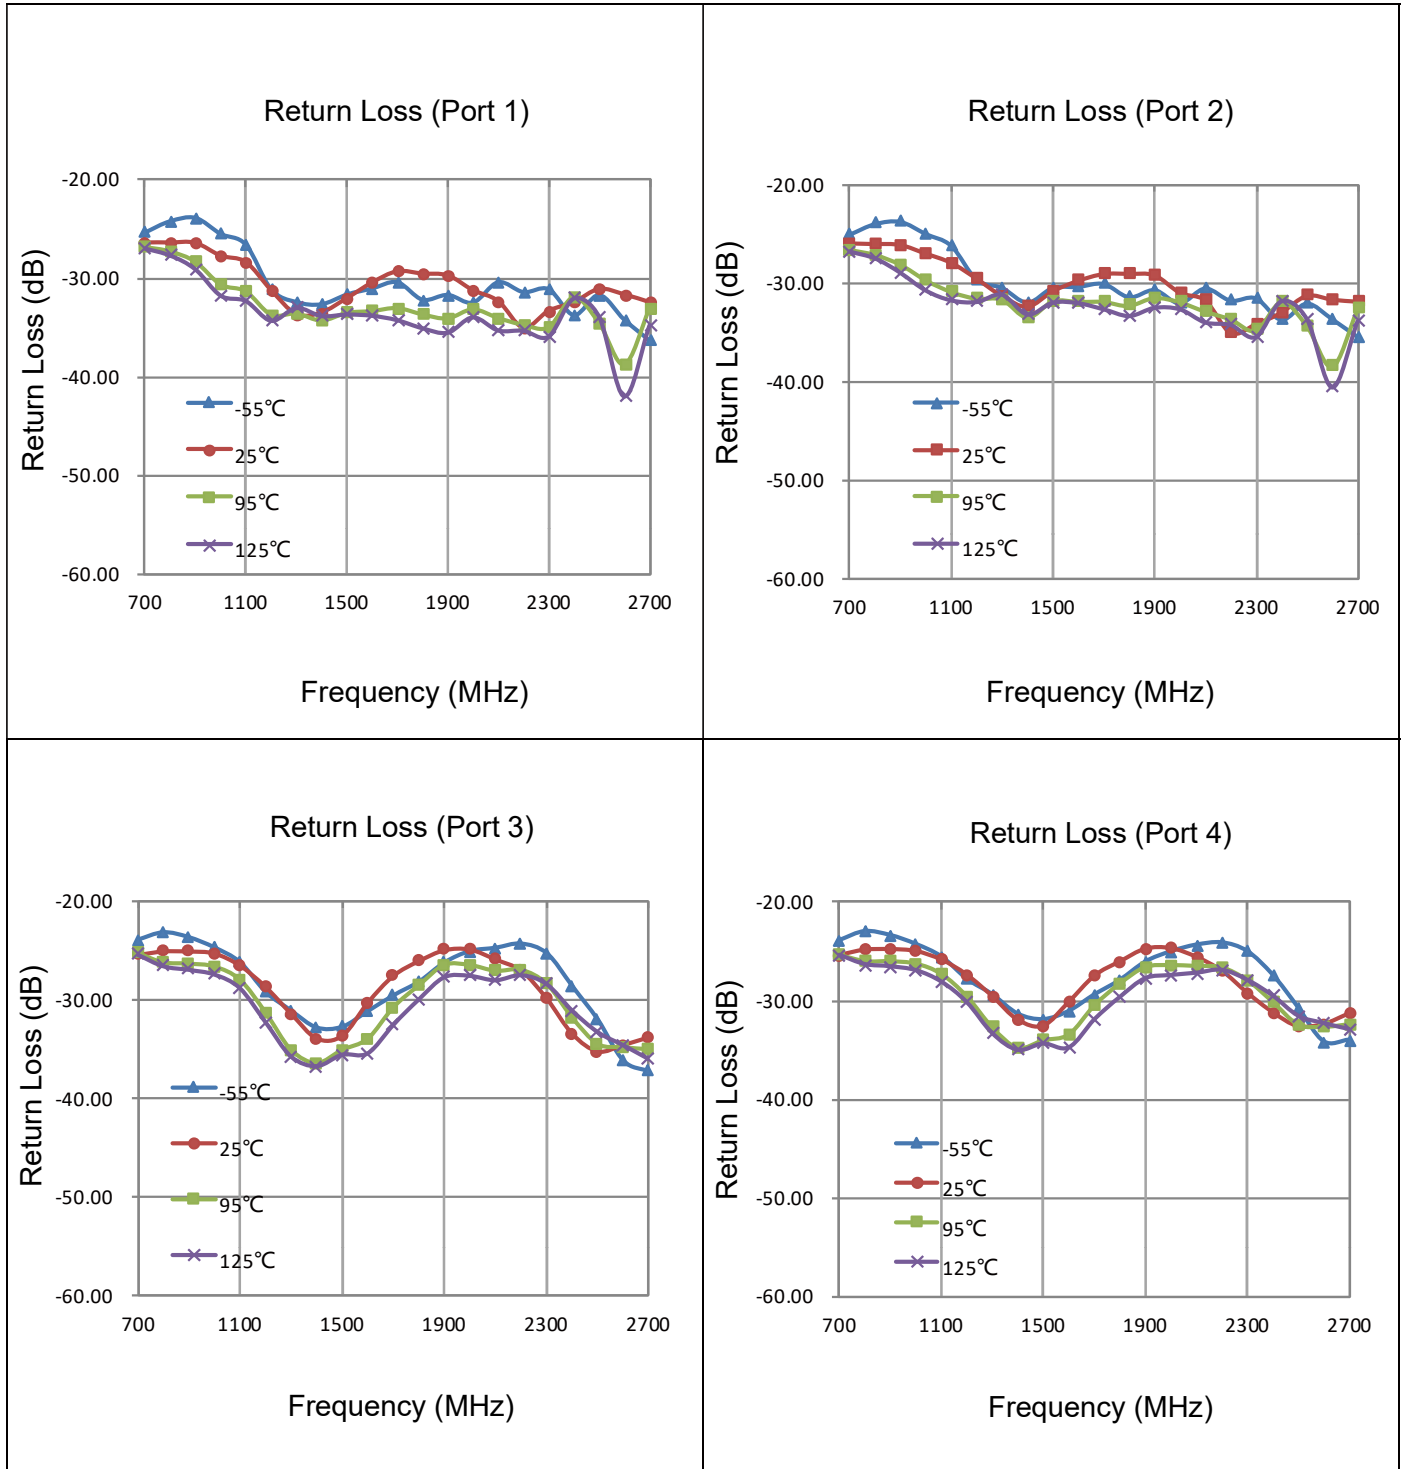 Return Loss (Port 1)
Return Loss (dB)
-20.00
-30.00
-40.00
-50.00
-60.00
-55℃
25℃
95℃
125℃
700 1100 1500 1900 2300 2700
Frequency (MHz)
Return Loss (Port 2)
Return Loss (dB)
-20.00
-30.00
-40.00
-50.00
-60.00
-55℃
25℃
95℃
125℃
700 1100 1500 1900 2300 2700
Frequency (MHz)
Return Loss (Port 3)
Return Loss (dB)
-20.00
-30.00
-40.00
-50.00
-60.00
-55℃
25℃
95℃
125℃
700 1100 1500 1900 2300 2700
Frequency (MHz)
Return Loss (Port 4)
Return Loss (dB)
-20.00
-30.00
-40.00
-50.00
-60.00
-55℃
25℃
95℃
125℃
700 1100 1500 1900 2300 2700
Frequency (MHz)